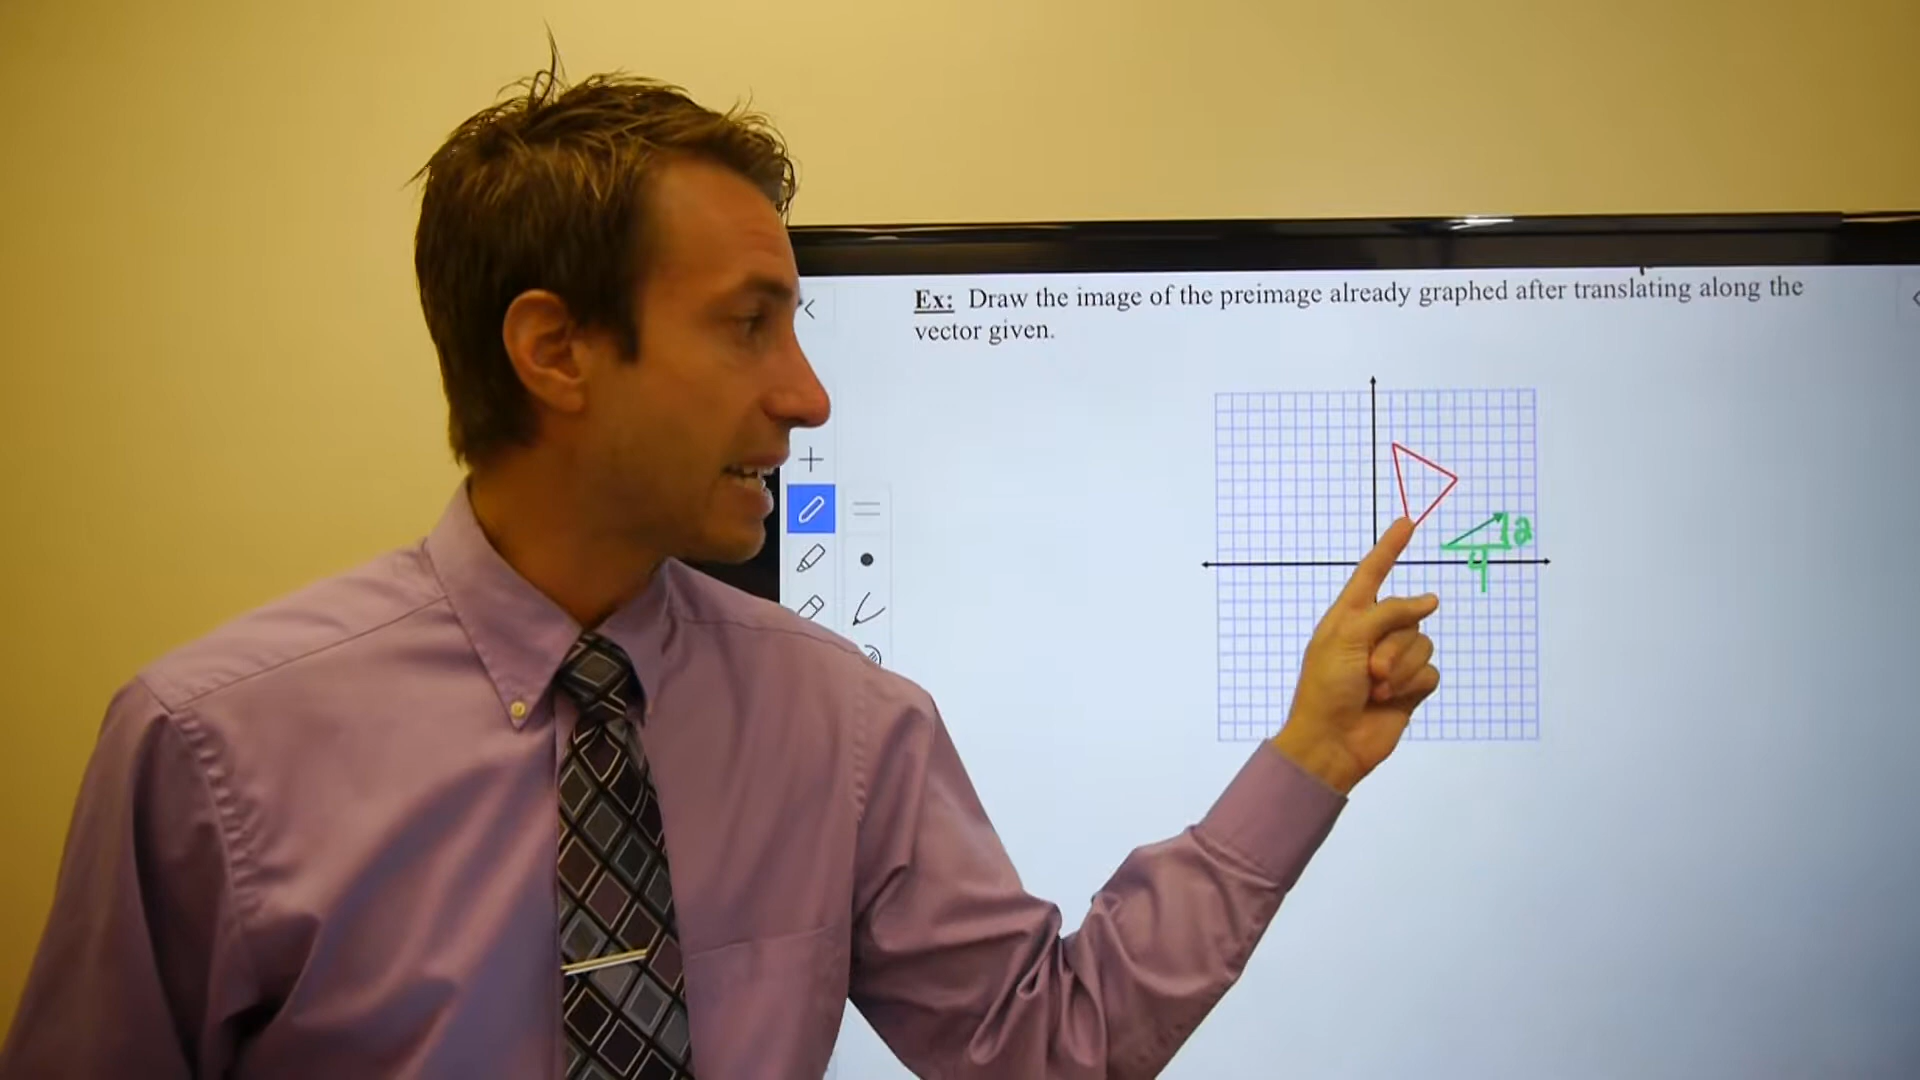 Ex: Draw the image of the preimage already graphed after translating along the
vector given.
2
4